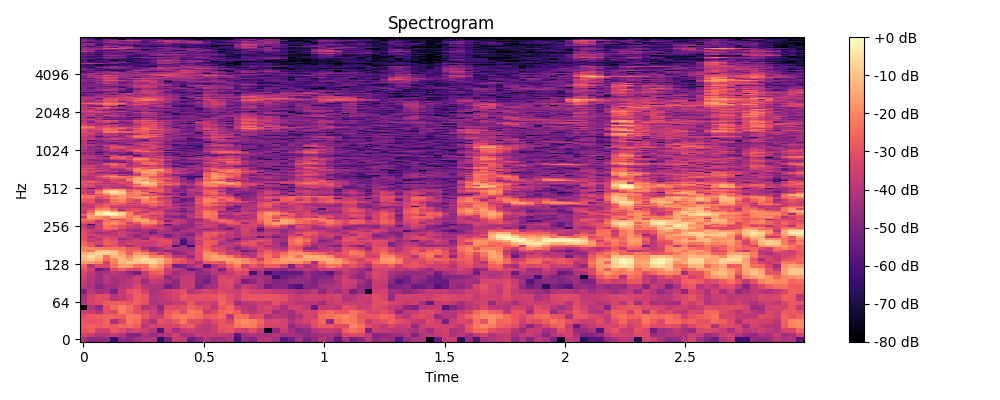 Spectrogram
Hz
4096
2048
1024
512
256
128
64
0
0
0.5
1
1.5
2
2.5
Time
+0 dB
-10 dB
-20 dB
-30 dB
-40 dB
-50 dB
-60 dB
-70 dB
-80 dB